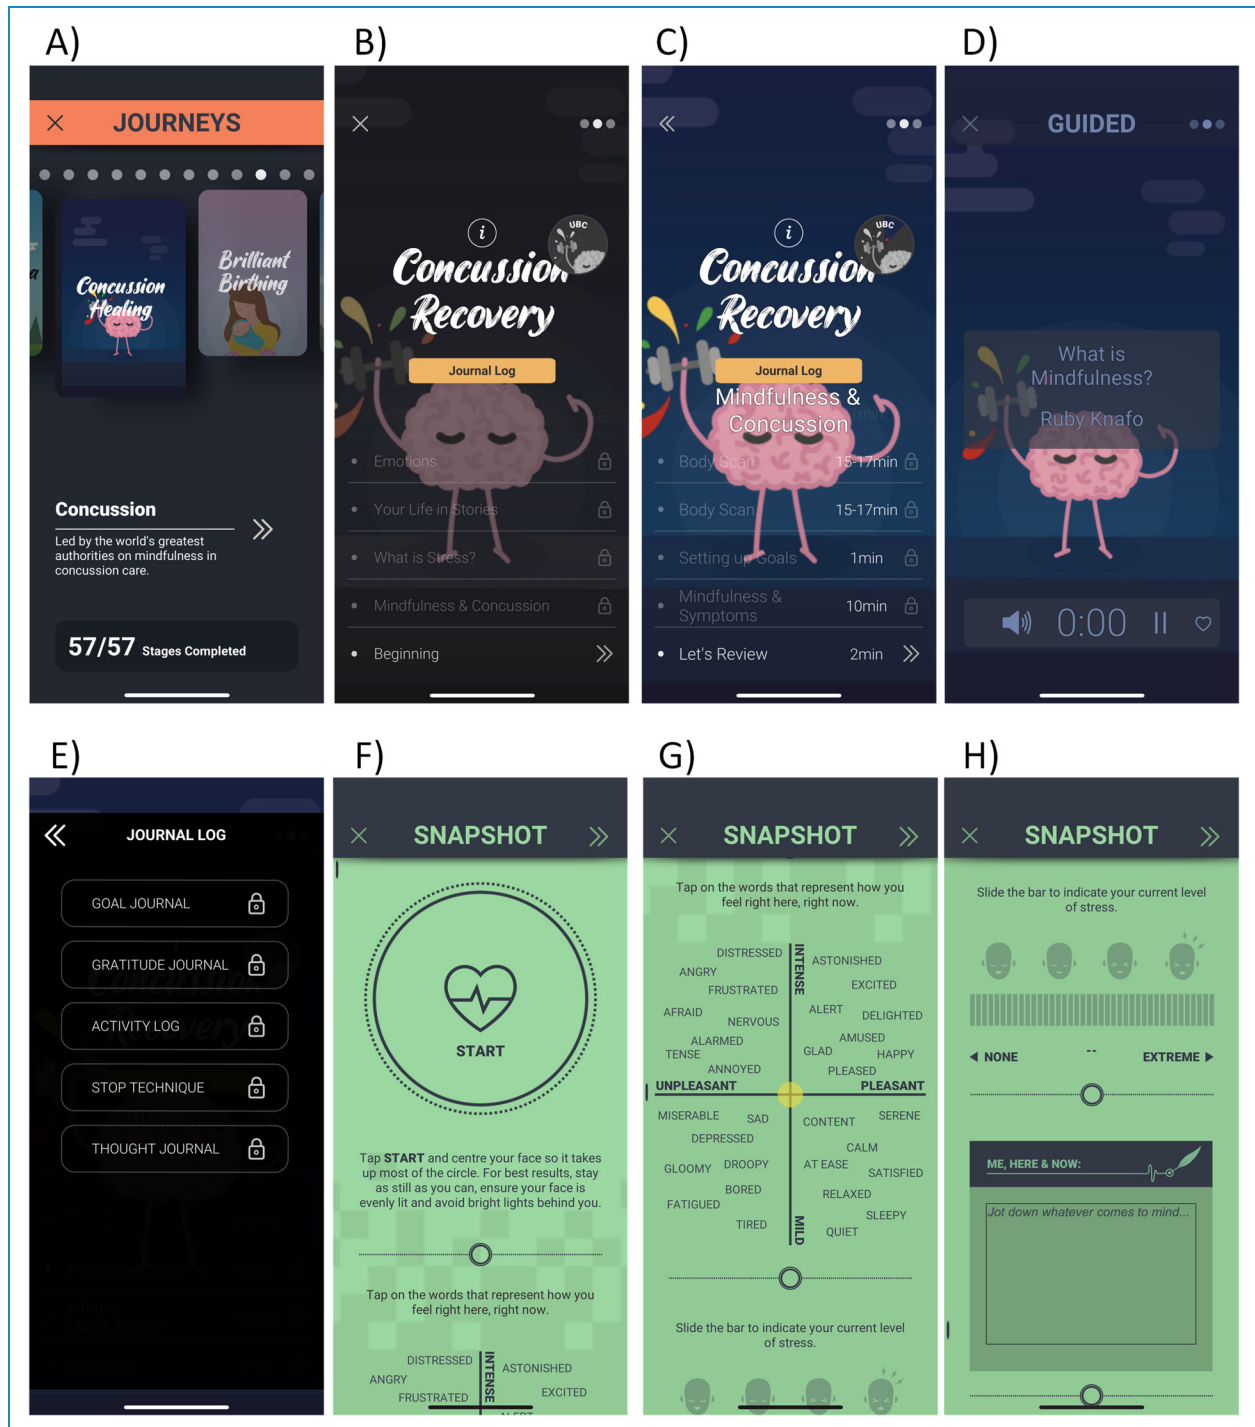 A)
JOURNEYS
Concussion
Healing
Brilliant
Birthing
Concussion
Led by the world's greatest
authorities on mindfulness in
concussion care.
57/57 Stages Completed
B)
i
UBC
Concussion
Recovery
Journal Log
Emotions
Your Life in Stories
What is Stress?
Mindfulness & Concussion
Beginning
C)
i
UBC
Concussion
Recovery
Journal Log
Mindfulness &
Concussion
1min
Body Scan 15-17min
Body Scan 15-17min
Setting up Goals 1min
Mindfulness &
Symptoms 10min
Let's Review 2min
D)
GUIDED
What is
Mindfulness?
Ruby Knafo
0:00
E)
JOURNAL LOG
GOAL JOURNAL
GRATITUDE JOURNAL
ACTIVITY LOG
STOP TECHNIQUE
THOUGHT JOURNAL
F)
SNAPSHOT
START
Tap START and centre your face so it takes
up most of the circle. For best results, stay
as still as you can, ensure your face is
evenly lit and avoid bright lights behind you.
Tap on the words that represent how you
feel right here, right now.
DISTRESSED
INTENSE
ASTONISHED
ANGRY
EXCITED
FRUSTRATED
ALERT
G)
SNAPSHOT
Tap on the words that represent how you
feel right here, right now.
DISTRESSED
INTENSE
ASTONISHED
ANGRY
EXCITED
FRUSTRATED
AFRAID
ALERT
DELIGHTED
NERVOUS
ALARMED
AMUSED
TENSE
GLAD
HAPPY
ANNOYED
PLEASED
UNPLEASANT
PLEASANT
MISERABLE
SAD
CONTENT
SERENE
DEPRESSED
CALM
GLOOMY
DROOPY
AT EASE
SATISFIED
BORED
RELAXED
FATIGUED
SLEEPY
TIRED
MILD
QUIET
Slide the bar to indicate your current level
of stress.
H)
SNAPSHOT
Slide the bar to indicate your current level
of stress.
NONE -- EXTREME
ME, HERE & NOW:
Jot down whatever comes to mind...